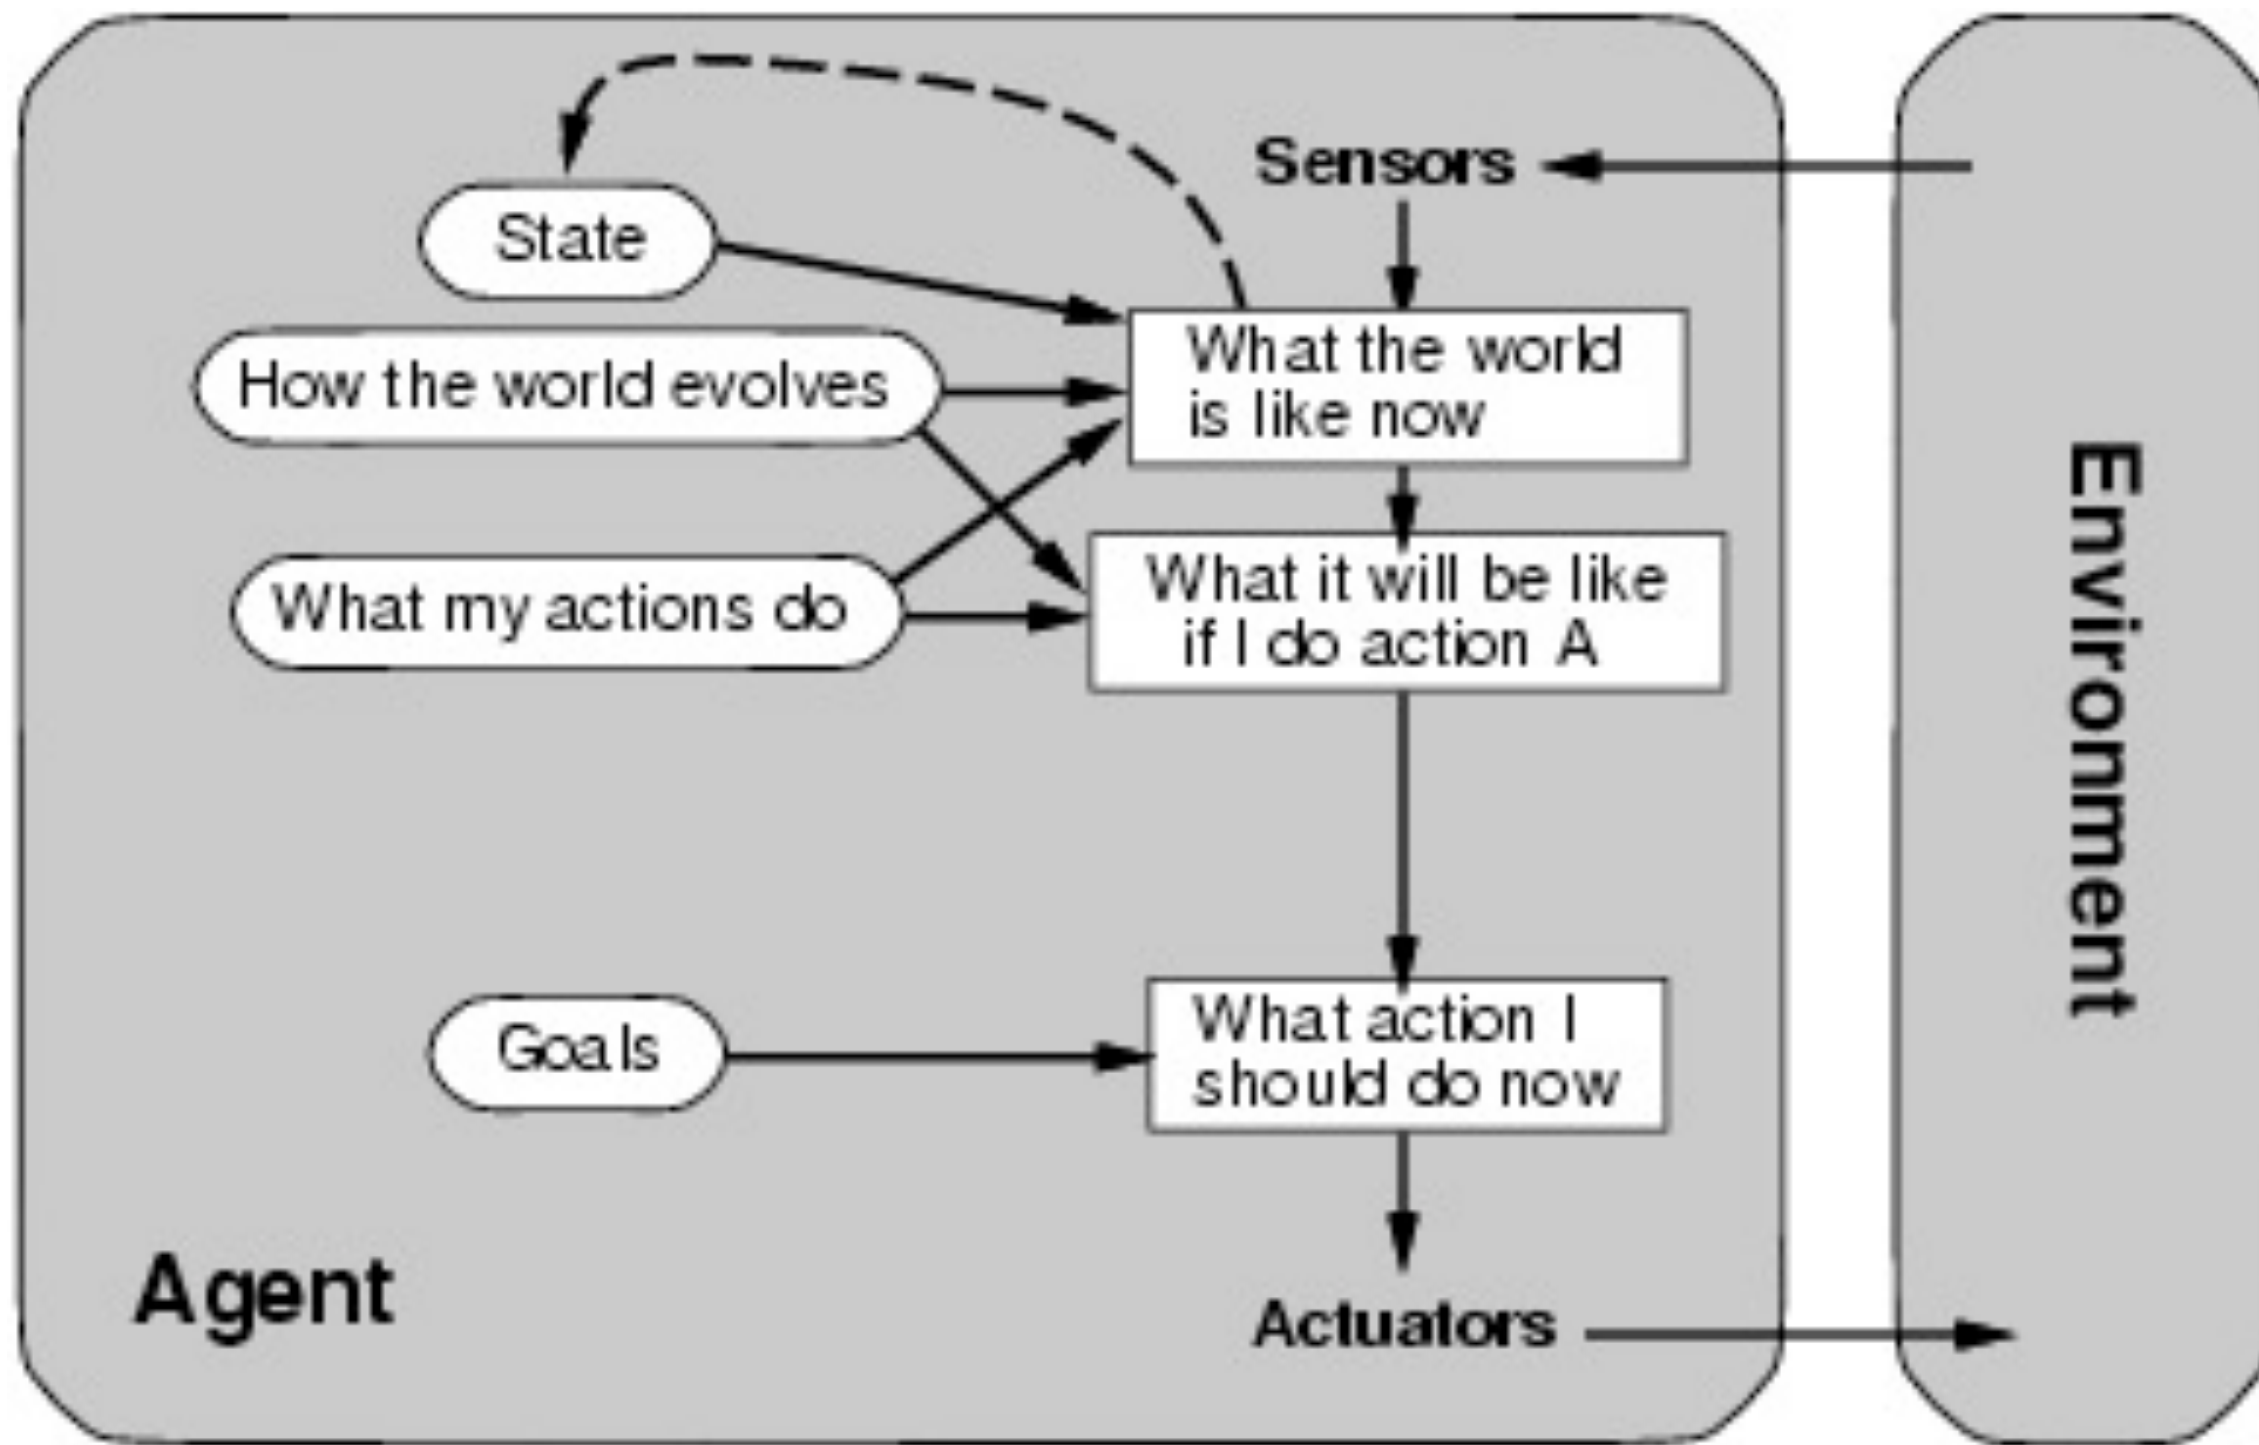 Sensors
State
What the world
is like now
How the world evolves
What it will be like
if I do action A
What my actions do
Environment
Goals
What action I
should do now
Agent
Actuators